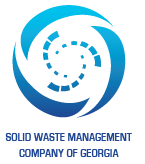 SOLID WASTE MANAGEMENT
COMPANY OF GEORGIA